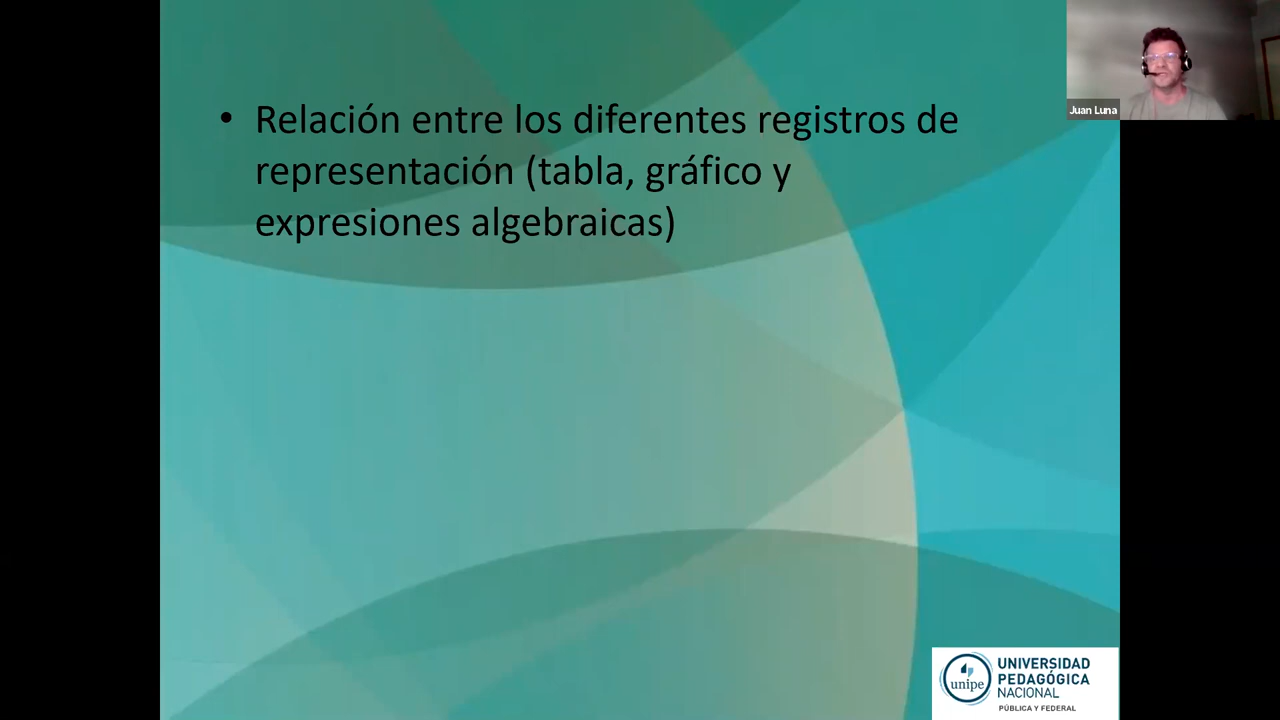 • Relación entre los diferentes registros de
representación (tabla, gráfico y
expresiones algebraicas)
Juan Luna
unipe
UNIVERSIDAD
PEDAGÓGICA
NACIONAL
PÚBLICA Y FEDERAL